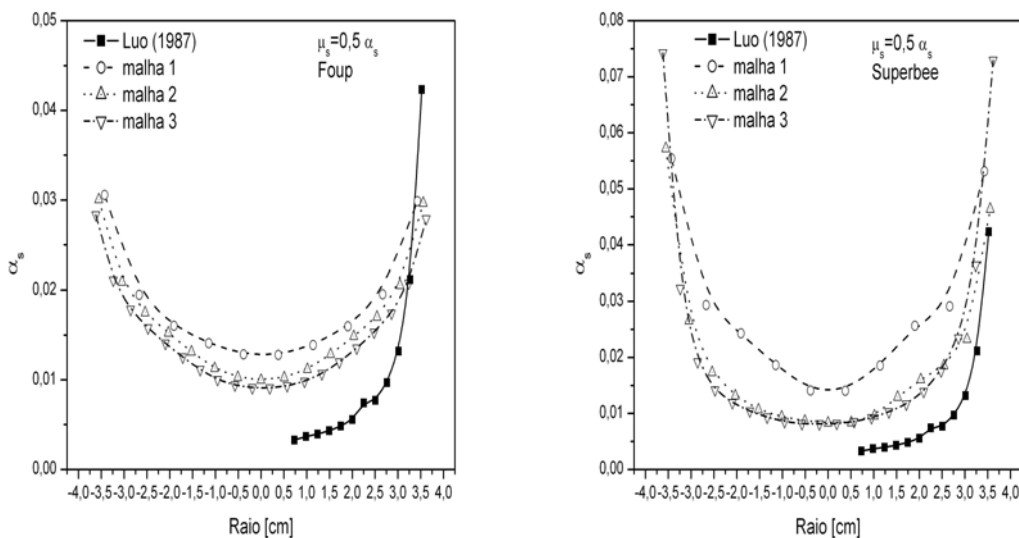 0,05
0,04
0,03
0,02
0,01
0,00
αs
Luo (1987)
malha 1
malha 2
malha 3
μs=0,5 αs
Foup
-4,0 -3,5 -3,0 -2,5 -2,0 -1,5 -1,0 -0,5 0,0 0,5 1,0 1,5 2,0 2,5 3,0 3,5 4,0
Raio [cm]
0,08
0,07
0,06
0,05
0,04
0,03
0,02
0,01
0,00
αs
Luo (1987)
malha 1
malha 2
malha 3
μs=0,5 αs
Superbee
-4,0 -3,5 -3,0 -2,5 -2,0 -1,5 -1,0 -0,5 0,0 0,5 1,0 1,5 2,0 2,5 3,0 3,5 4,0
Raio [cm]